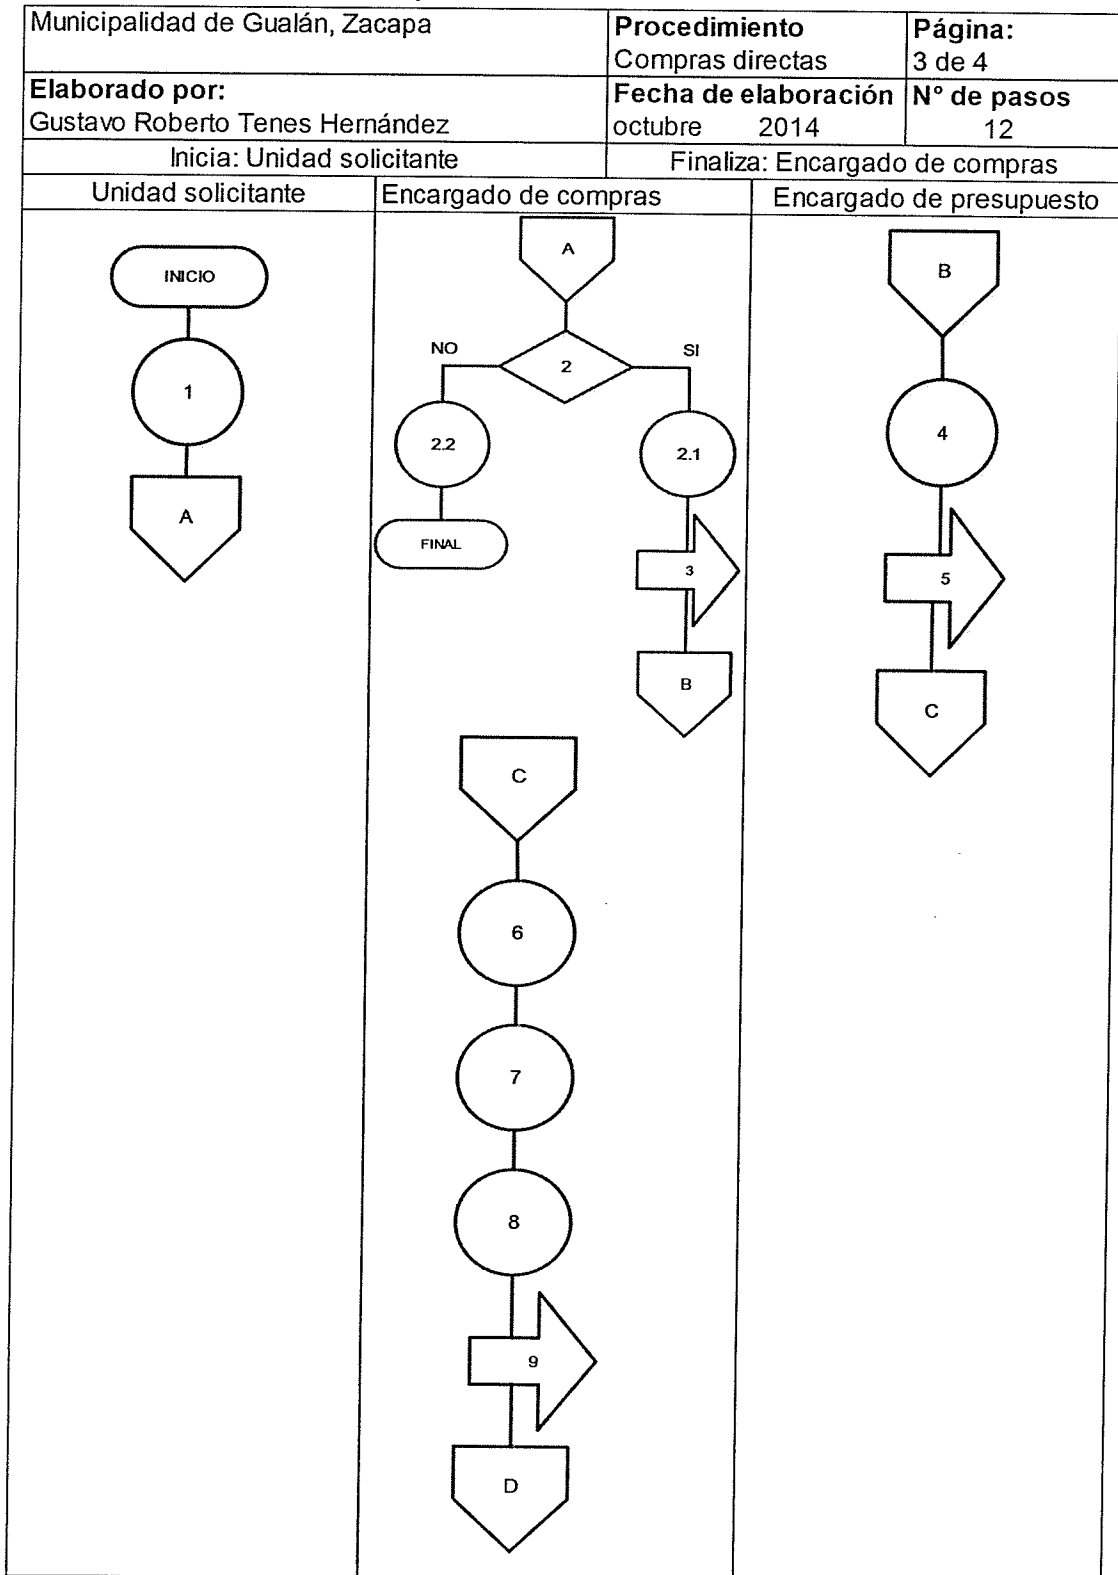 Municipalidad de Gualán, Zacapa
Procedimiento
Compras directas
Página:
3 de 4
Elaborado por:
Gustavo Roberto Tenes Hernández
Fecha de elaboración
octubre 2014
N° de pasos
12
Inicia: Unidad solicitante
Finaliza: Encargado de compras
Unidad solicitante
Encargado de compras
Encargado de presupuesto
INICIO
1
A
A
2
NO
SI
2.2
2.1
FINAL
3
B
B
4
5
C
C
6
7
8
9
D